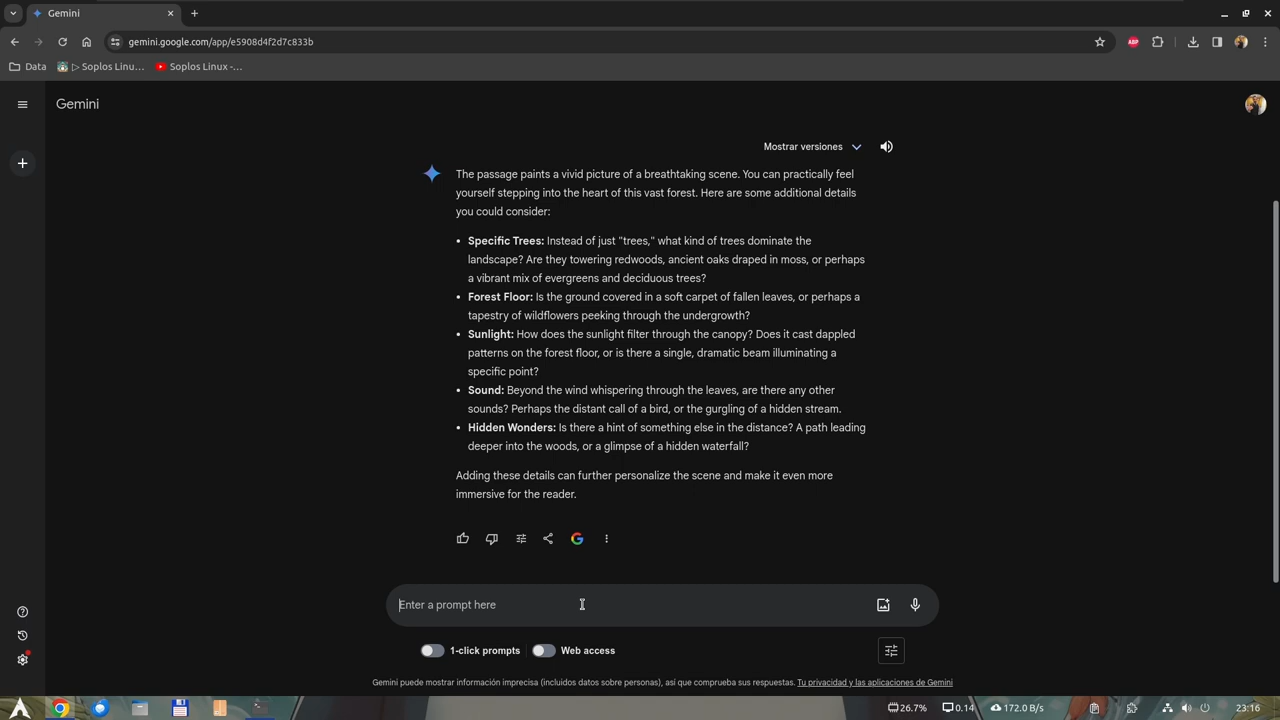 Gemini
gemini.google.com/app/e5908d4f2d7c833b
ABP
Data
▷ Soplos Linu...
Soplos Linux -...
Gemini
Mostrar versiones
The passage paints a vivid picture of a breathtaking scene. You can practically feel
yourself stepping into the heart of this vast forest. Here are some additional details
you could consider:
• Specific Trees: Instead of just "trees," what kind of trees dominate the
landscape? Are they towering redwoods, ancient oaks draped in moss, or perhaps
a vibrant mix of evergreens and deciduous trees?
• Forest Floor: Is the ground covered in a soft carpet of fallen leaves, or perhaps a
tapestry of wildflowers peeking through the undergrowth?
• Sunlight: How does the sunlight filter through the canopy? Does it cast dappled
patterns on the forest floor, or is there a single, dramatic beam illuminating a
specific point?
• Sound: Beyond the wind whispering through the leaves, are there any other
sounds? Perhaps the distant call of a bird, or the gurgling of a hidden stream.
• Hidden Wonders: Is there a hint of something else in the distance? A path leading
deeper into the woods, or a glimpse of a hidden waterfall?
Adding these details can further personalize the scene and make it even more
immersive for the reader.
Enter a prompt here
1-click prompts
Web access
Gemini puede mostrar información imprecisa (incluidos datos sobre personas), así que comprueba sus respuestas. Tu privacidad y las aplicaciones de Gemini
26.7%
0.14
172.0 B/s
23:16